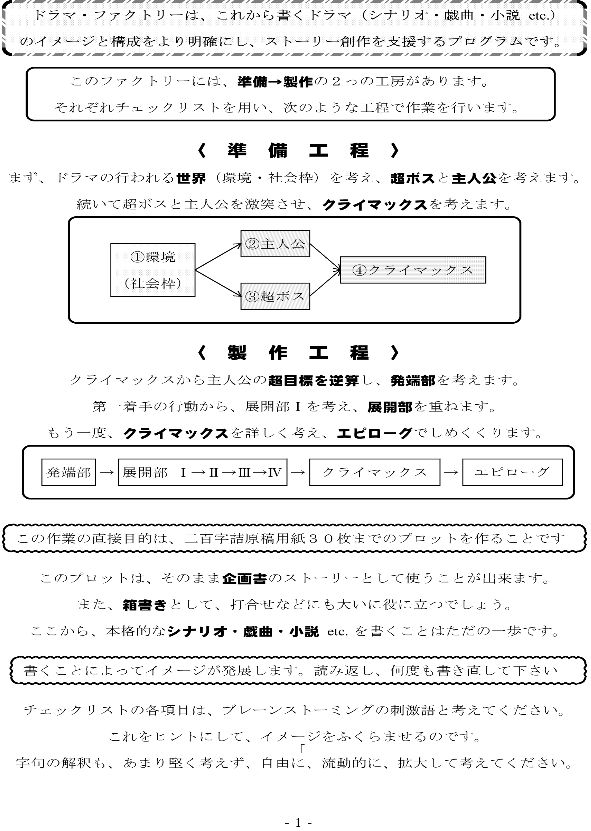 ドラマ・ファクトリーは、これから書くドラマ（シナリオ・戯曲・小説 etc.）
のイメージと構成をより明確にし、ストーリー創作を支援するプログラムです。
このファクトリーには、準備→製作の２つの工房があります。
それぞれチェックリストを用い、次のような工程で作業を行います。
〈 準 備 工 程 〉
まず、ドラマの行われる世界（環境・社会枠）を考え、超ボスと主人公を考えます。
続いて超ボスと主人公を激突させ、クライマックスを考えます。
①環境
（社会枠）
②主人公
③超ボス
④クライマックス
〈 製 作 工 程 〉
クライマックスから主人公の超目標を逆算し、発端部を考えます。
第一着手の行動から、展開部Ⅰを考え、展開部を重ねます。
もう一度、クライマックスを詳しく考え、エピローグでしめくくります。
発端部 → 展開部 Ⅰ→Ⅱ→Ⅲ→Ⅳ → クライマックス → エピローグ
この作業の直接目的は、二百字詰原稿用紙３０枚までのプロットを作ることです
このプロットは、そのまま企画書のストーリーとして使うことが出来ます。
また、箱書きとして、打合せなどにも大いに役に立つでしょう。
ここから、本格的なシナリオ・戯曲・小説 etc. を書くことはただの一歩です。
書くことによってイメージが発展します。読み返し、何度も書き直して下さい
チェックリストの各項目は、ブレーンストーミングの刺激語と考えてください。
これをヒントにして、イメージをふくらませるのです。
字句の解釈も、あまり堅く考えず、自由に、流動的に、拡大して考えてください。
- 1 -